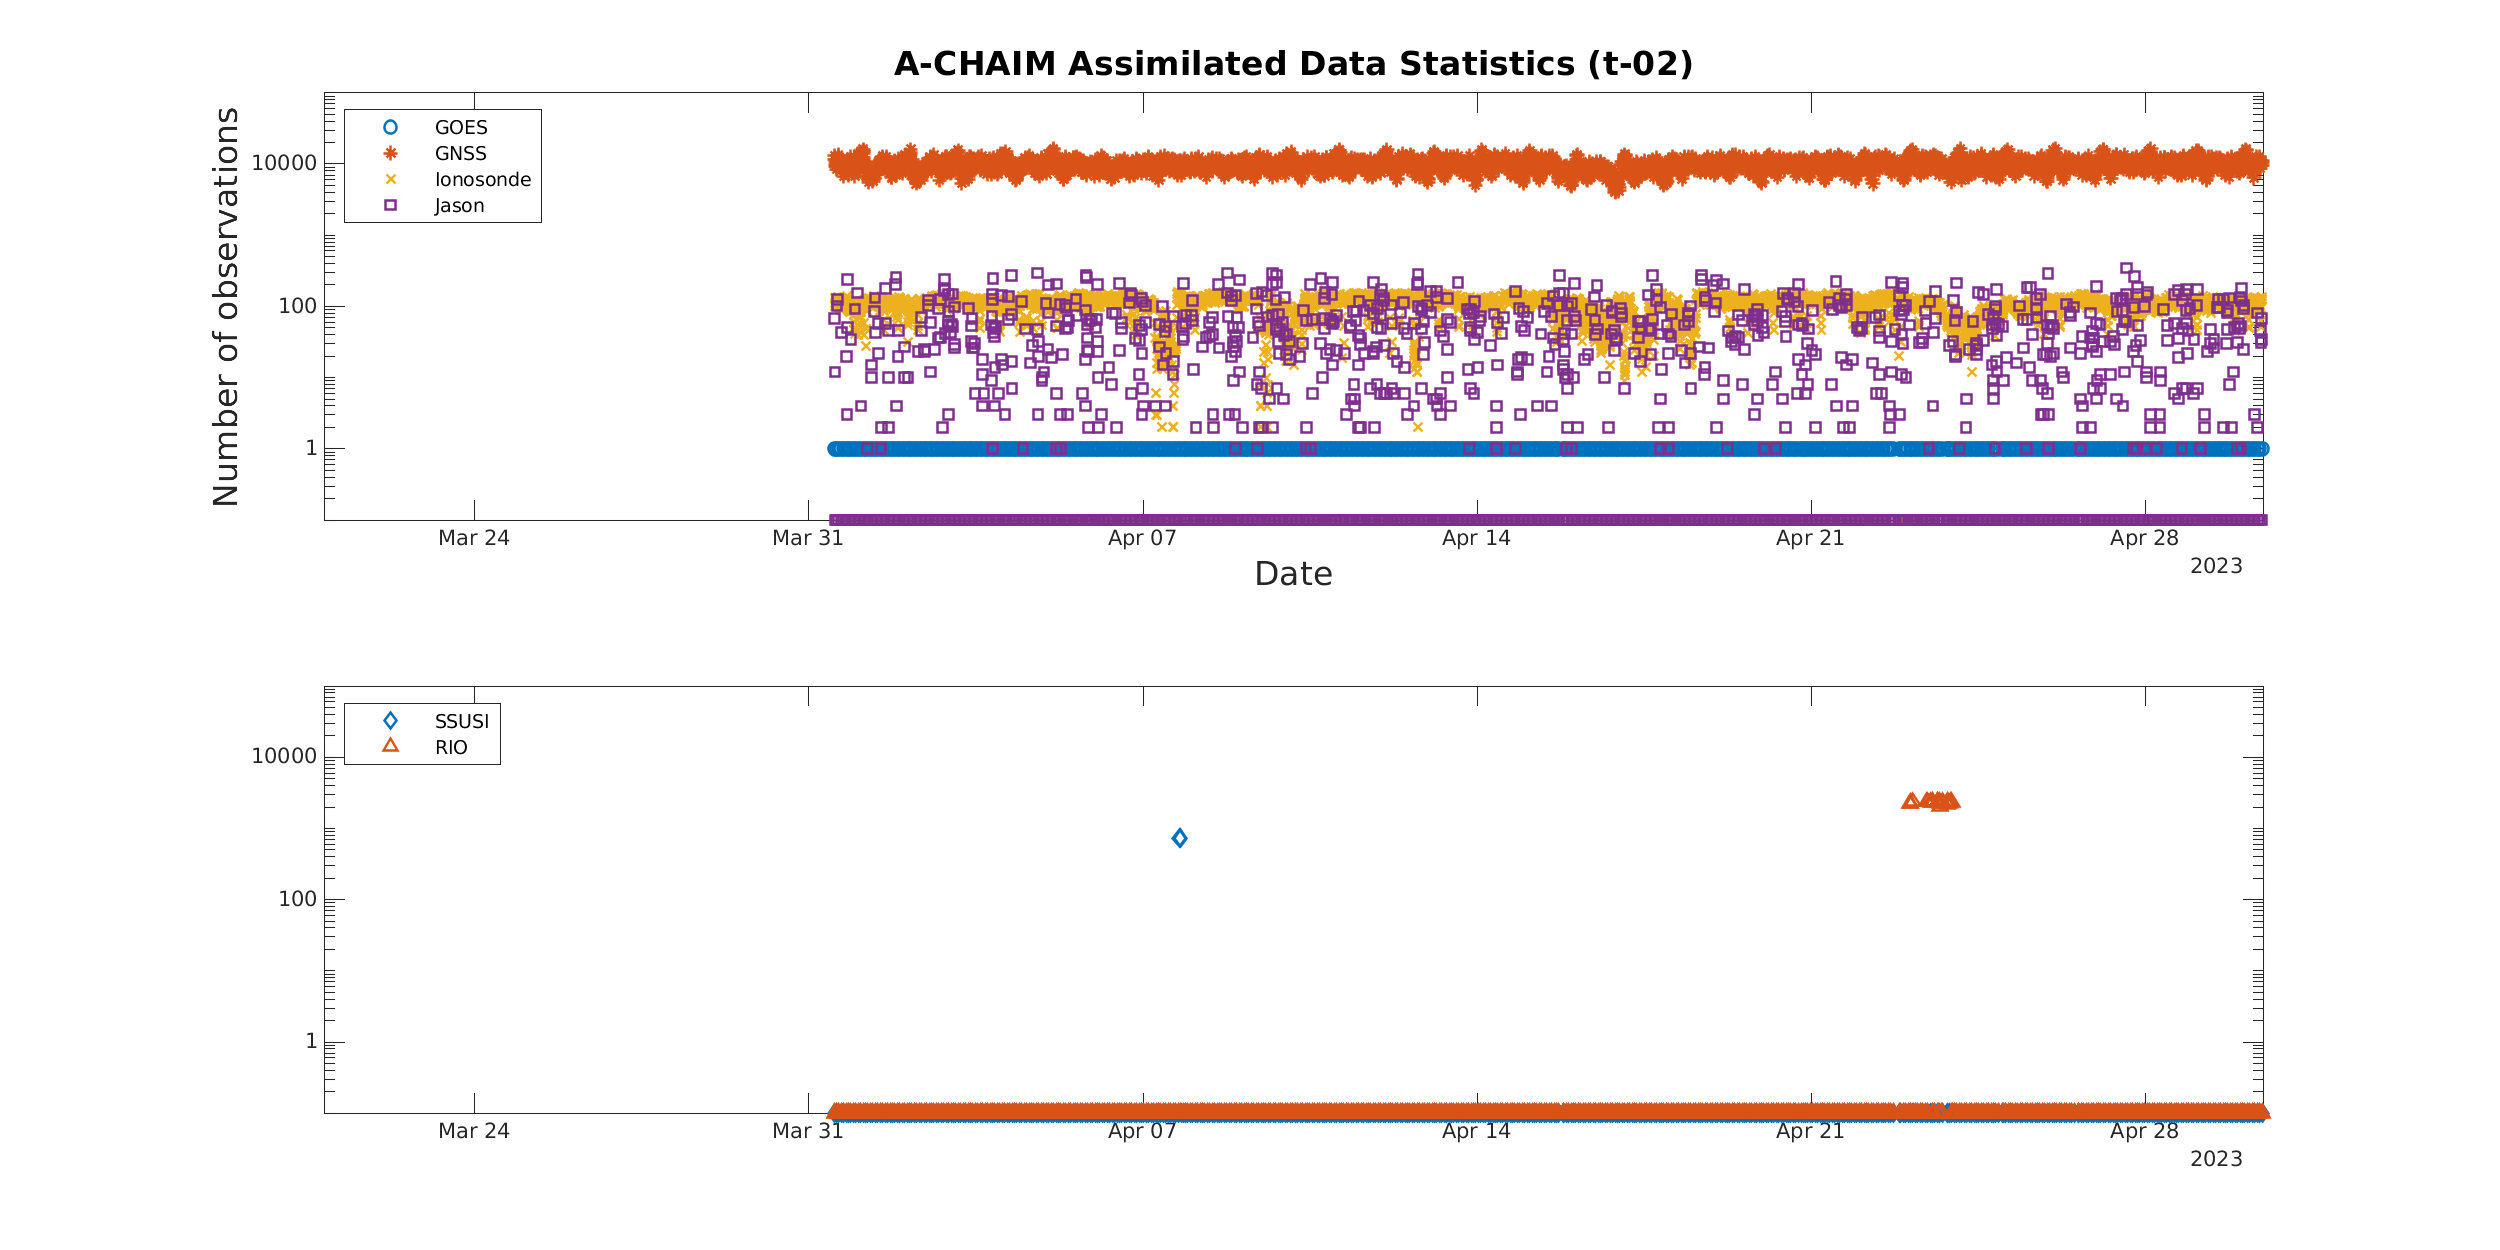 A-CHAIM Assimilated Data Statistics (t-02)
Number of observations
GOES
GNSS
Ionosonde
Jason
10000
100
1
Mar 24
Mar 31
Apr 07
Apr 14
Apr 21
Apr 28
2023
Date
SSUSI
RIO
10000
100
1
Mar 24
Mar 31
Apr 07
Apr 14
Apr 21
Apr 28
2023